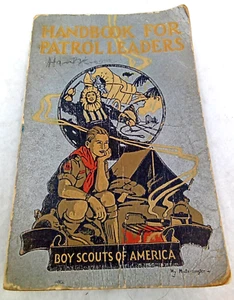 HANDBOOK FOR
PATROL LEADERS
BOY SCOUTS OF AMERICA